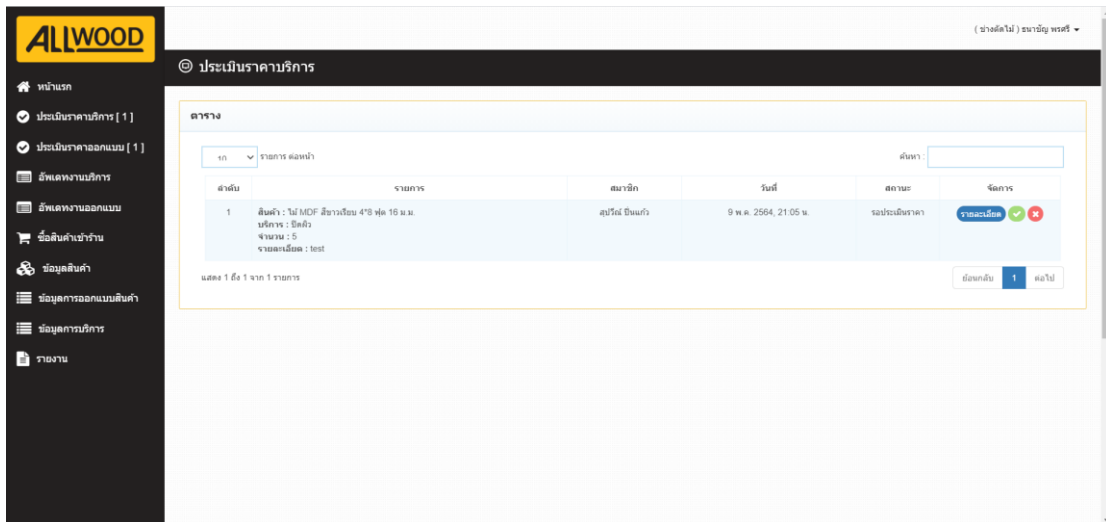 ALLWOOD
( ช่างตัดไม้ ) ธนาชัญ พรศรี
หน้าแรก
ประเมินราคาบริการ [ 1 ]
ประเมินราคาออกแบบ [ 1 ]
อัพเดทงานบริการ
อัพเดทงานออกแบบ
ซื้อสินค้าเข้าร้าน
ข้อมูลสินค้า
ข้อมูลการออกแบบสินค้า
ข้อมูลการบริการ
รายงาน
ประเมินราคาบริการ
ตาราง
๑๐ รายการ ต่อหน้า
ค้นหา :
ลำดับ รายการ สมาชิก วันที่ สถานะ จัดการ
1 สินค้า : ไม้ MDF สีขาวเรียบ 4*8 ฟุต 16 ม.ม. สุปวีณ์ ปิ่นแก้ว 9 พ.ค. 2564, 21:05 น. รอประเมินราคา รายละเอียด
บริการ : ปิดผิว
จำนวน : 5
รายละเอียด : test
แสดง 1 ถึง 1 จาก 1 รายการ
ย้อนกลับ 1 ต่อไป